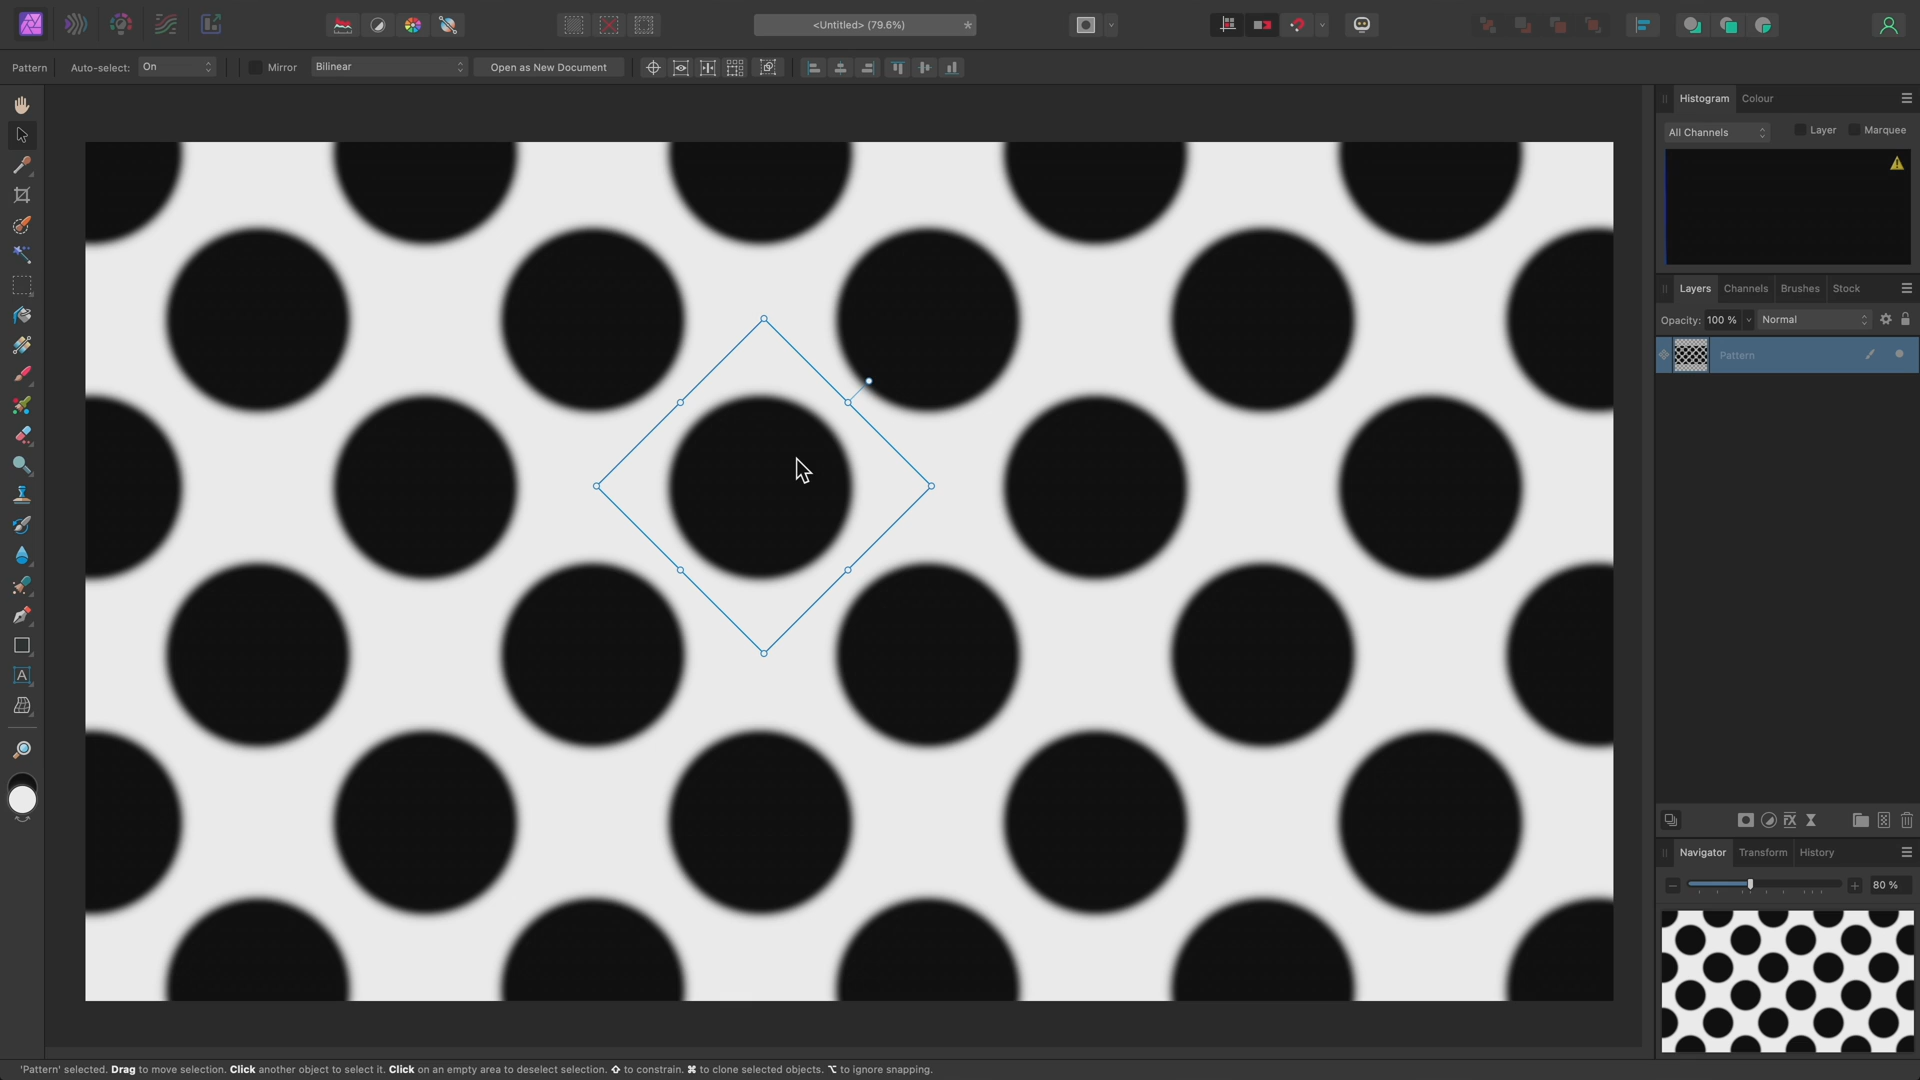 <Untitled> (79.6%)
Pattern Auto-select: On Mirror Bilinear Open as New Document
Histogram Colour
All Channels Layer Marquee
Layers Channels Brushes Stock
Opacity: 100 % Normal
Pattern
Navigator Transform History
80 %
'Pattern' selected. Drag to move selection. Click another object to select it. Click on an empty area to deselect selection. ⇧ to constrain. ⌘ to clone selected objects. ⌥ to ignore snapping.